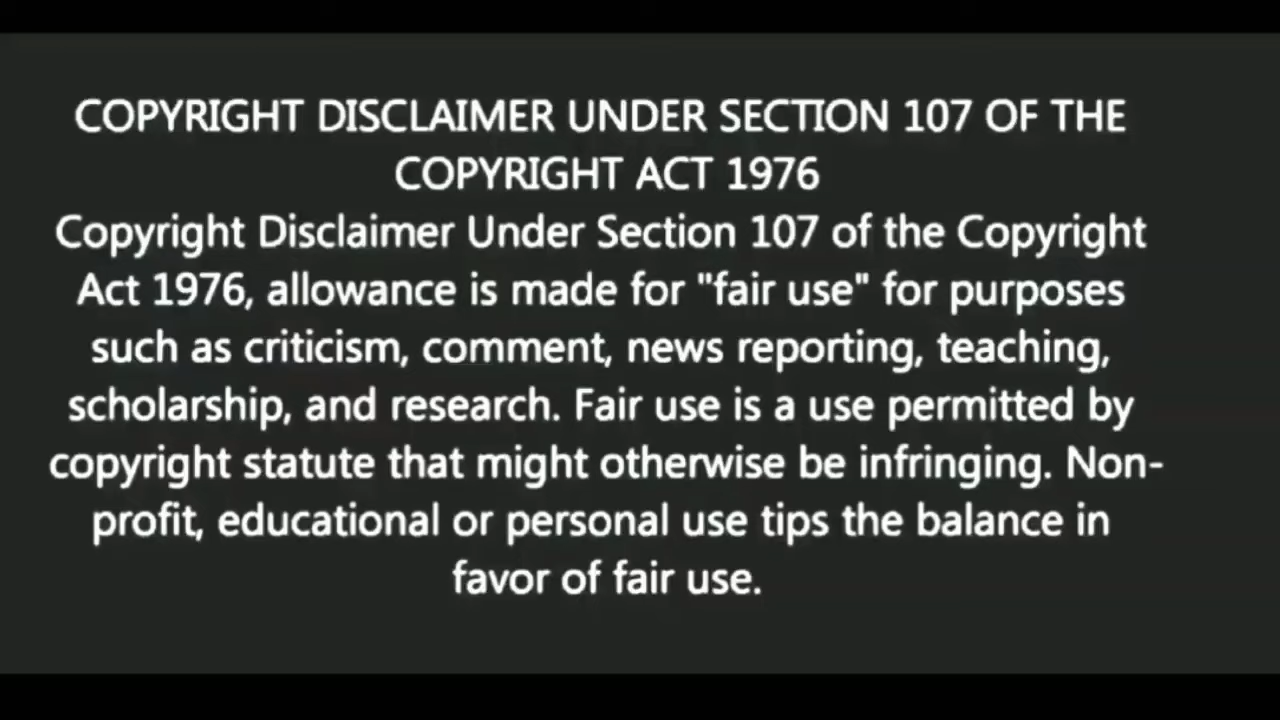 COPYRIGHT DISCLAIMER UNDER SECTION 107 OF THE
COPYRIGHT ACT 1976
Copyright Disclaimer Under Section 107 of the Copyright
Act 1976, allowance is made for "fair use" for purposes
such as criticism, comment, news reporting, teaching,
scholarship, and research. Fair use is a use permitted by
copyright statute that might otherwise be infringing. Non-
profit, educational or personal use tips the balance in
favor of fair use.